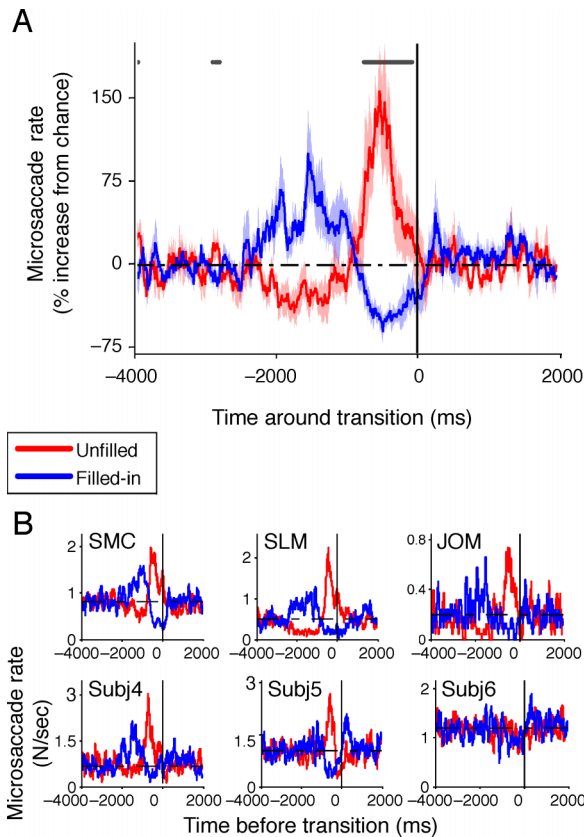 A
Microsaccade rate
(% increase from chance)
150
75
0
−75
−4000
−2000
0
2000
Time around transition (ms)
Unfilled
Filled-in
B
Microsaccade rate
(N/sec)
SMC
2
1
0
−4000 −2000 0 2000
SLM
2
1
0
−4000 −2000 0 2000
JOM
0.8
0.4
0
−4000 −2000 0 2000
Subj4
3
1.5
0
−4000 −2000 0 2000
Subj5
3
1.5
0
−4000 −2000 0 2000
Subj6
2
1
0
−4000 −2000 0 2000
Time before transition (ms)